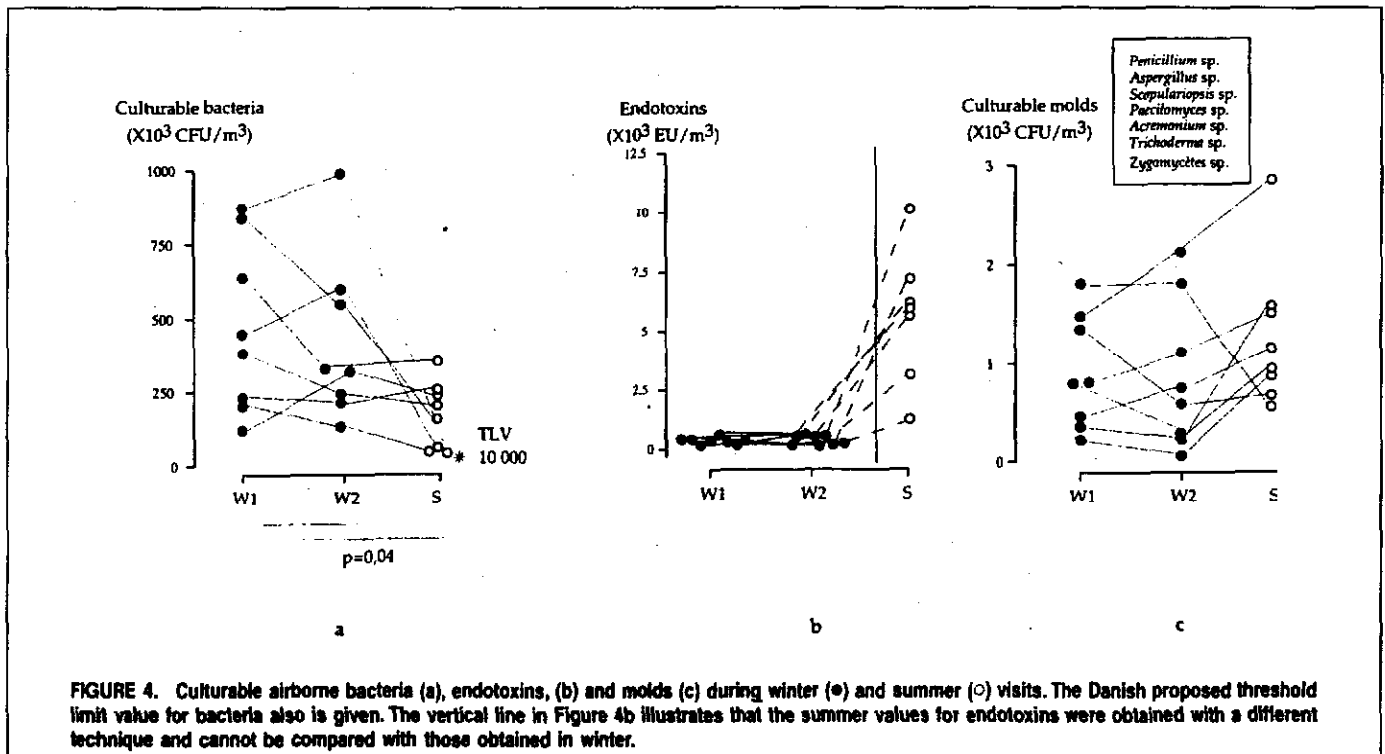 Culturable bacteria
(X10³ CFU/m³)
1000
750
500
250
0
W1 W2 S
TLV
* 10 000
p=0,04
a
Endotoxins
(X10³ EU/m³)
12.5
10
7.5
5
2.5
0
W1 W2 S
b
Culturable molds
(X10³ CFU/m³)
Penicillium sp.
Aspergillus sp.
Scopulariopsis sp.
Paecilomyces sp.
Acremonium sp.
Trichoderma sp.
Zygomycètes sp.
3
2
1
0
W1 W2 S
c
FIGURE 4. Culturable airborne bacteria (a), endotoxins, (b) and molds (c) during winter (●) and summer (○) visits. The Danish proposed threshold
limit value for bacteria also is given. The vertical line in Figure 4b illustrates that the summer values for endotoxins were obtained with a different
technique and cannot be compared with those obtained in winter.